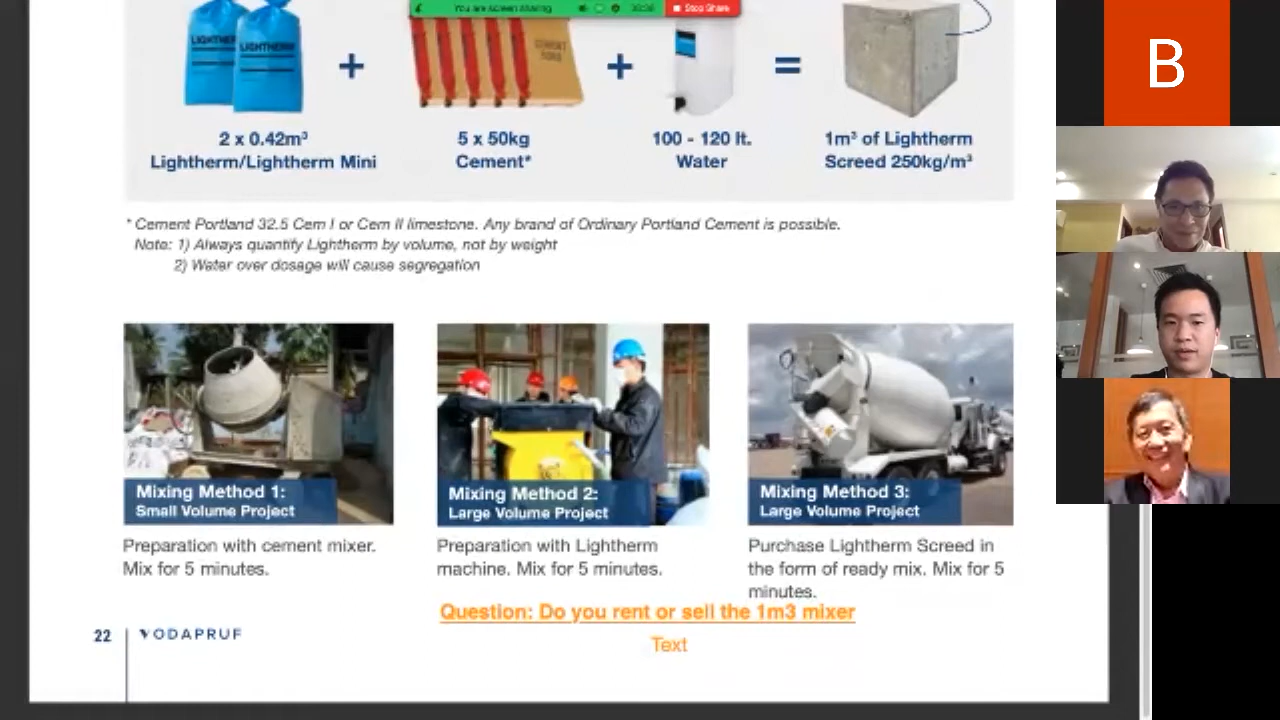 You are screen sharing
Stop Share
LIGHTHERM
+
CEMENT
50KG
+
=
2 x 0.42m³
Lightherm/Lightherm Mini
5 x 50kg
Cement*
100 - 120 lt.
Water
1m³ of Lightherm
Screed 250kg/m³
* Cement Portland 32.5 Cem I or Cem II limestone. Any brand of Ordinary Portland Cement is possible.
Note: 1) Always quantify Lightherm by volume, not by weight
2) Water over dosage will cause segregation
Mixing Method 1:
Small Volume Project
Mixing Method 2:
Large Volume Project
Mixing Method 3:
Large Volume Project
Preparation with cement mixer.
Mix for 5 minutes.
Preparation with Lightherm
machine. Mix for 5 minutes.
Purchase Lightherm Screed in
the form of ready mix. Mix for 5
minutes.
Question: Do you rent or sell the 1m3 mixer
Text
22
VODAPRUF
B